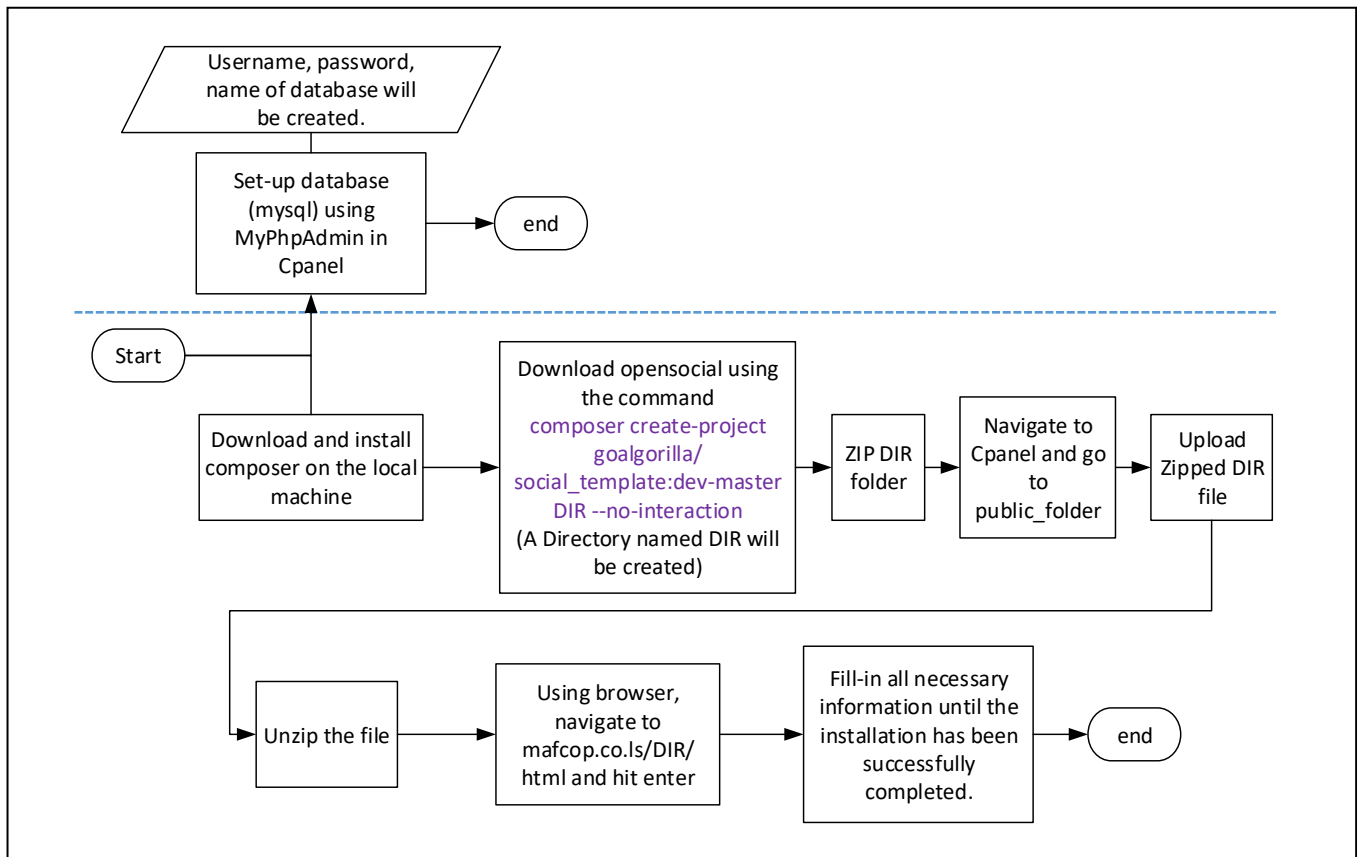 Username, password,
name of database will
be created.
Set-up database
(mysql) using
MyPhpAdmin in
Cpanel
end
Start
Download and install
composer on the local
machine
Download opensocial using
the command
composer create-project
goalgorilla/
social_template:dev-master
DIR --no-interaction
(A Directory named DIR will
be created)
ZIP DIR
folder
Navigate to
Cpanel and go
to
public_folder
Upload
Zipped DIR
file
Unzip the file
Using browser,
navigate to
mafcop.co.ls/DIR/
html and hit enter
Fill-in all necessary
information until the
installation has been
successfully
completed.
end